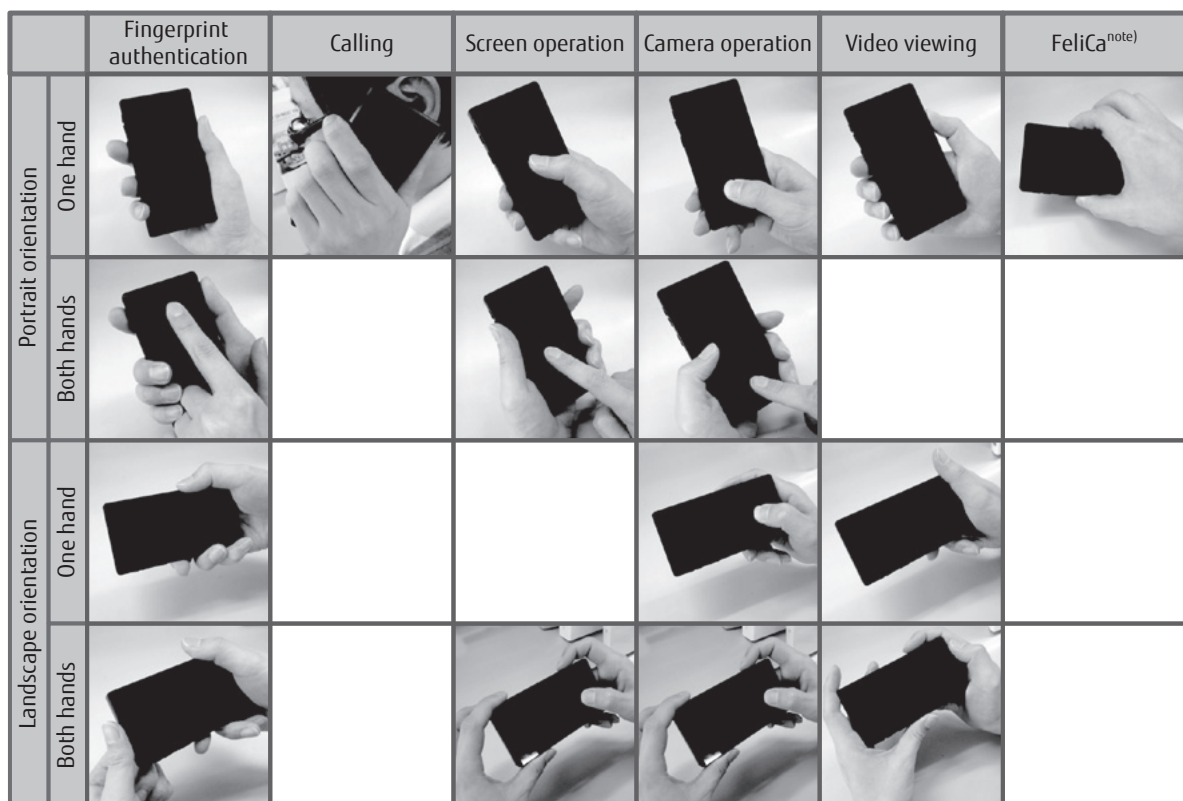 Fingerprint
authentication
Calling
Screen operation
Camera operation
Video viewing
FeliCa^note)
Portrait orientation
One hand
Both hands
Landscape orientation
One hand
Both hands